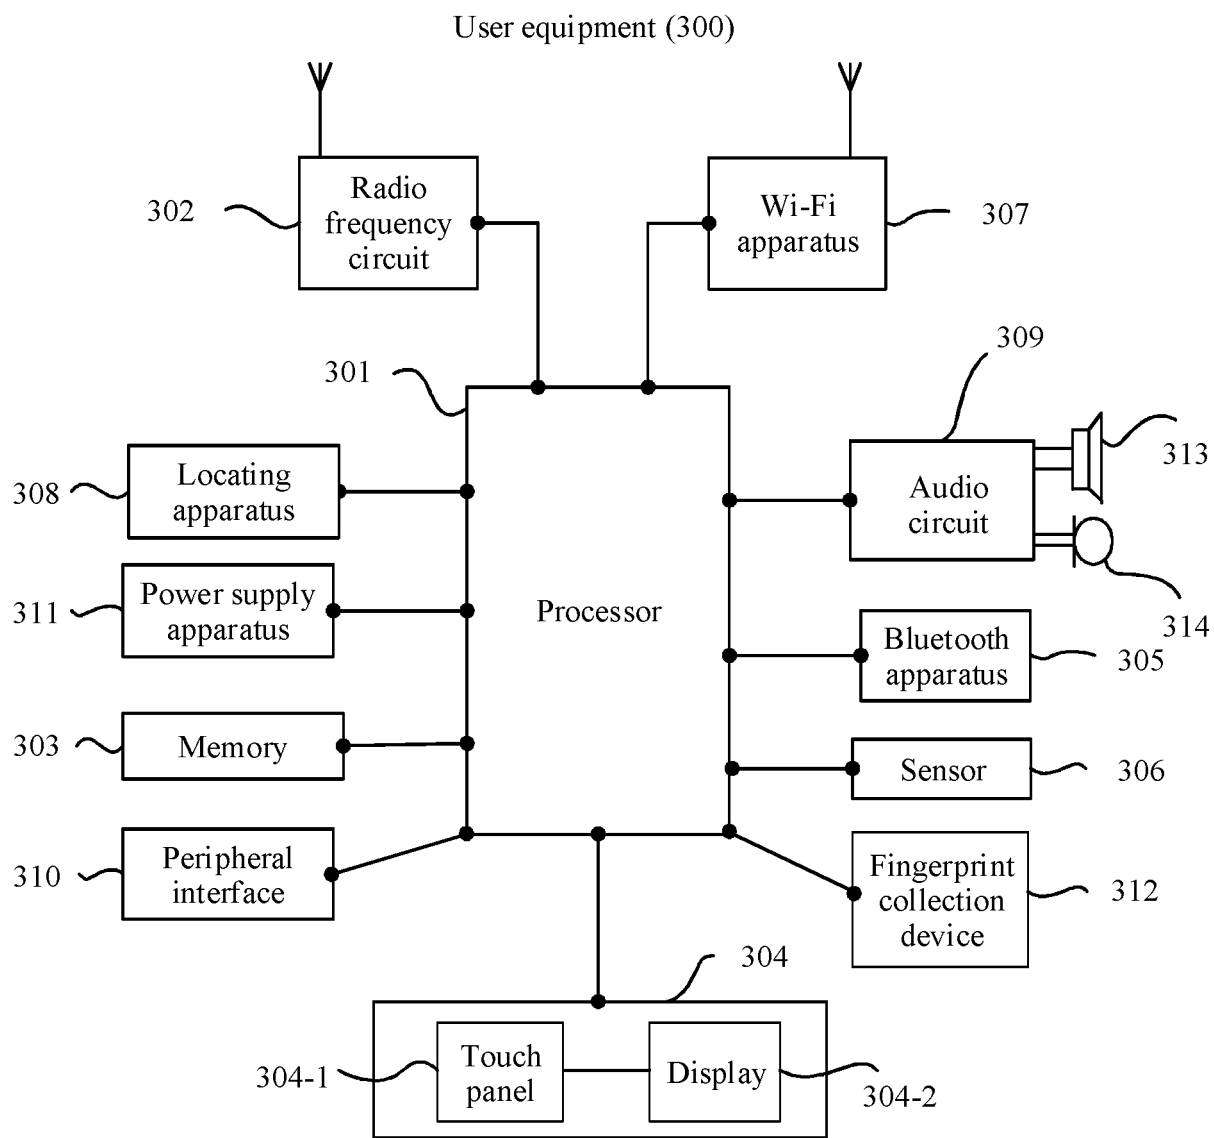 User equipment (300)
302
Radio
frequency
circuit
Wi-Fi
apparatus
307
301
309
308
Locating
apparatus
Audio
circuit
313
311
Power supply
apparatus
Processor
314
Bluetooth
apparatus
305
303
Memory
Sensor
306
310
Peripheral
interface
Fingerprint
collection
device
312
304
304-1
Touch
panel
Display
304-2